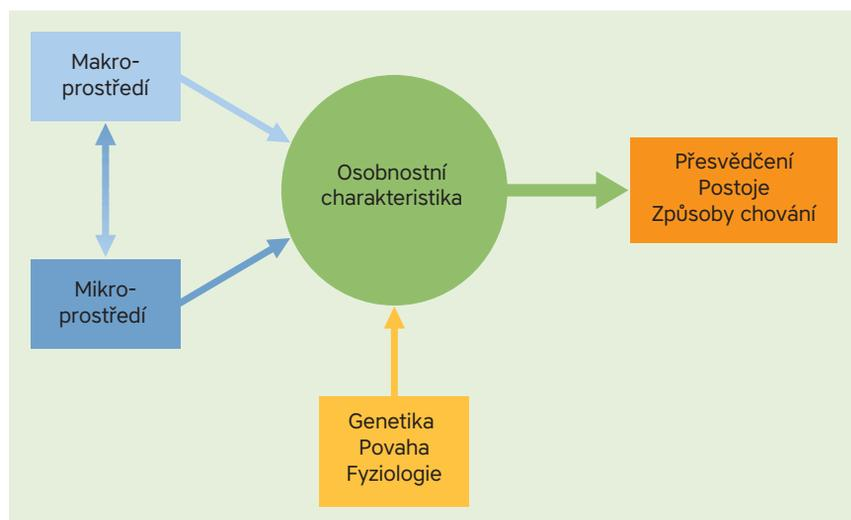 Makro-
prostředí
Osobnostní
charakteristika
Přesvědčení
Postoje
Způsoby chování
Mikro-
prostředí
Genetika
Povaha
Fyziologie